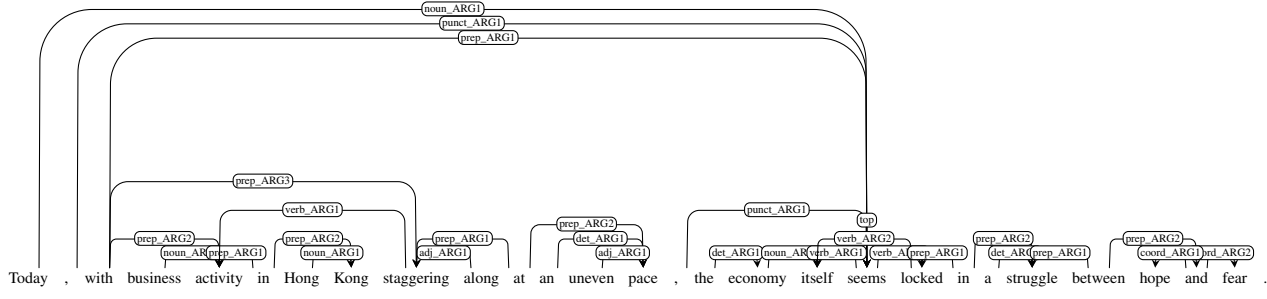 noun_ARG1
punct_ARG1
prep_ARG1
prep_ARG3
verb_ARG1 punct_ARG1
top
prep_ARG2
prep_ARG2 prep_ARG2 prep_ARG1 det_ARG1 verb_ARG2 prep_ARG2 prep_ARG2
prep_ARG1 noun_ARG1 adj_ARG1 adj_ARG1 det_ARG1 verb_ARG1 prep_ARG1 prep_ARG1 coord_ARG1
Today , with business activity in Hong Kong staggering along at an uneven pace , the economy itself seems locked in a struggle between hope and fear .